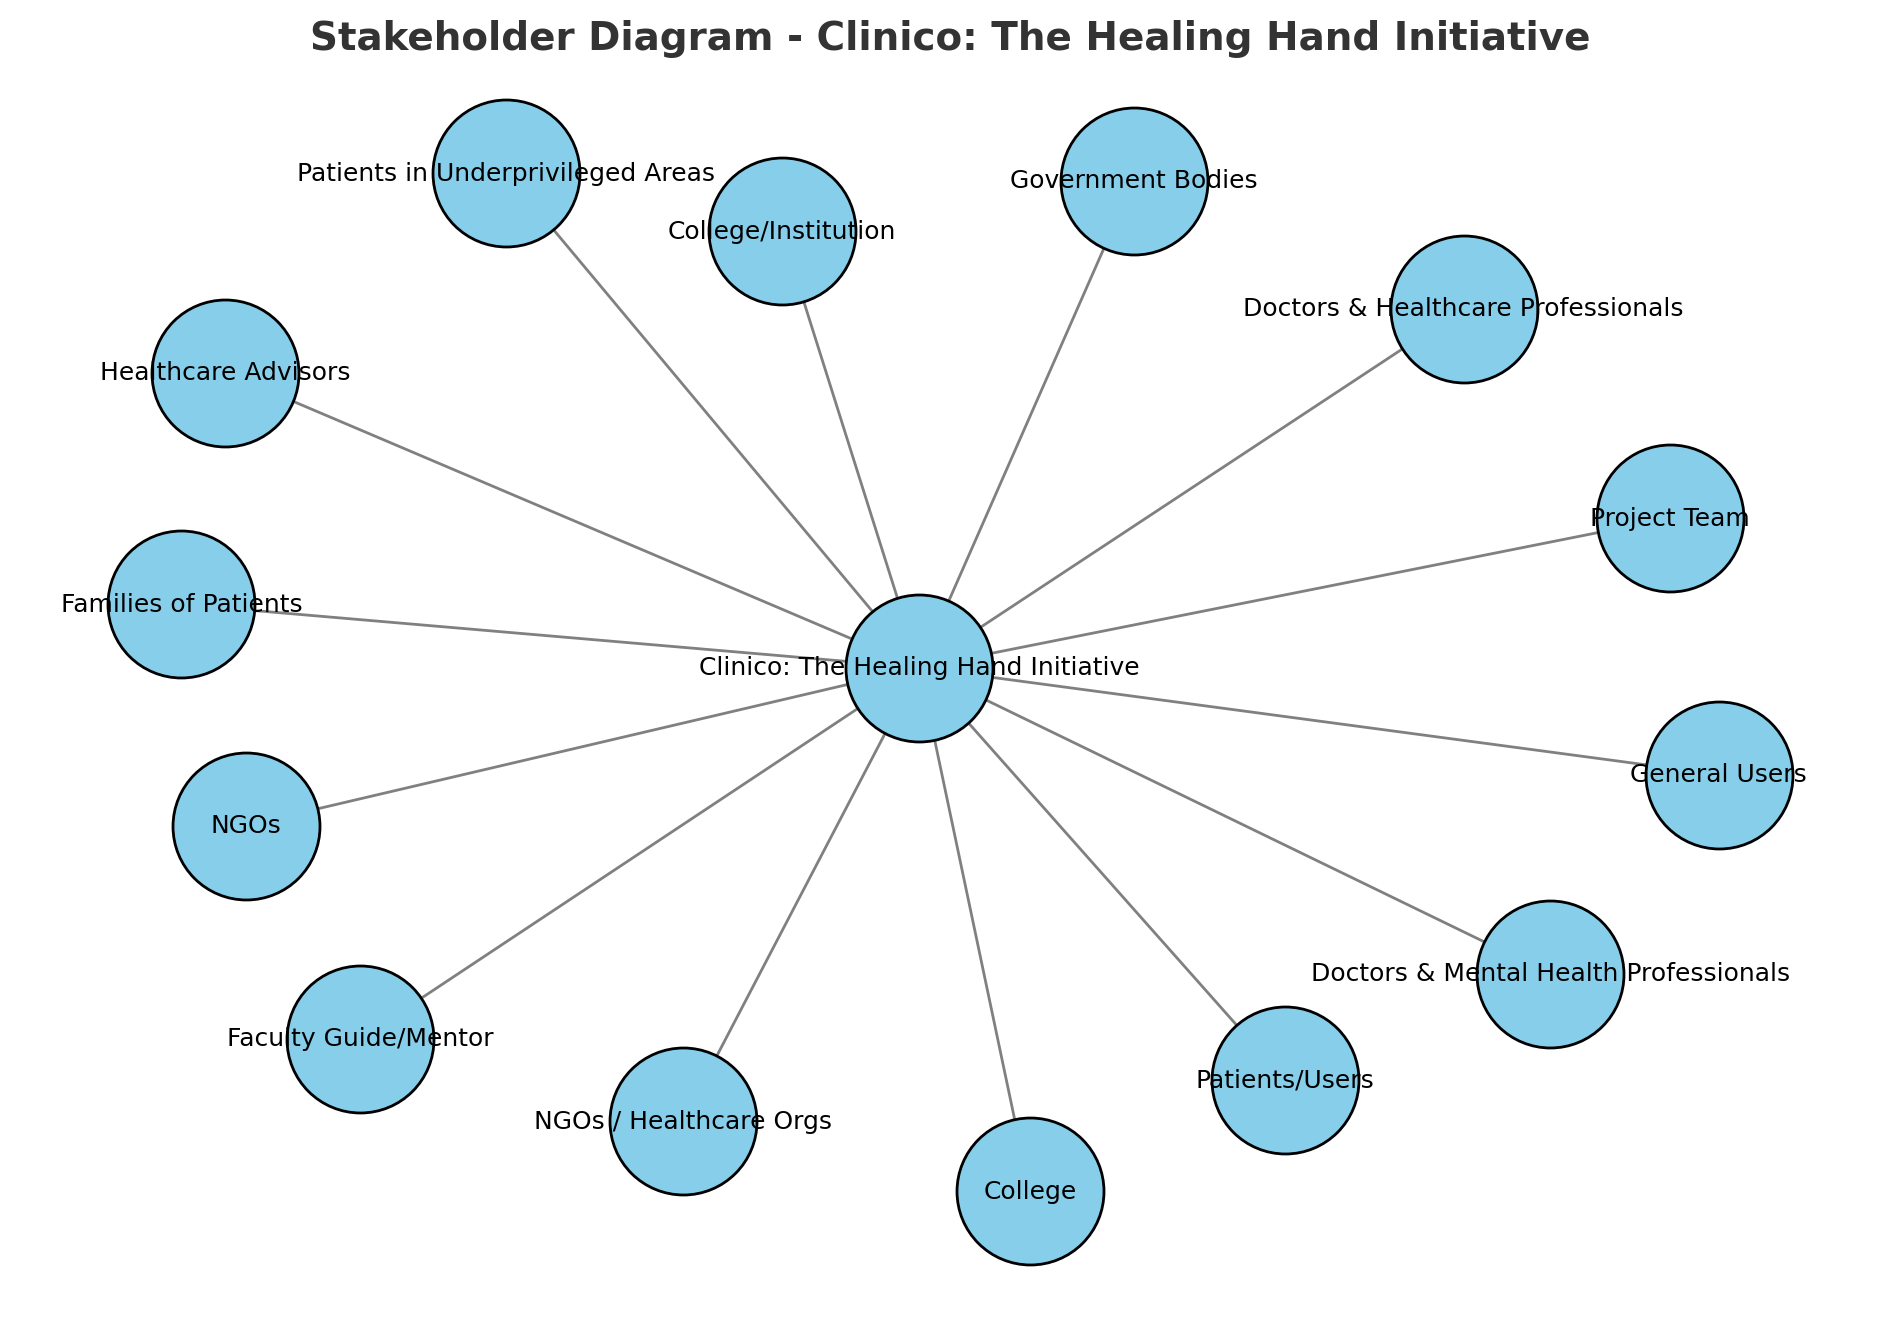 Stakeholder Diagram - Clinico: The Healing Hand Initiative
Patients in Underprivileged Areas
Government Bodies
College/Institution
Doctors & Healthcare Professionals
Healthcare Advisors
Project Team
Families of Patients
Clinico: The Healing Hand Initiative
General Users
NGOs
Doctors & Mental Health Professionals
Faculty Guide/Mentor
Patients/Users
NGOs / Healthcare Orgs
College